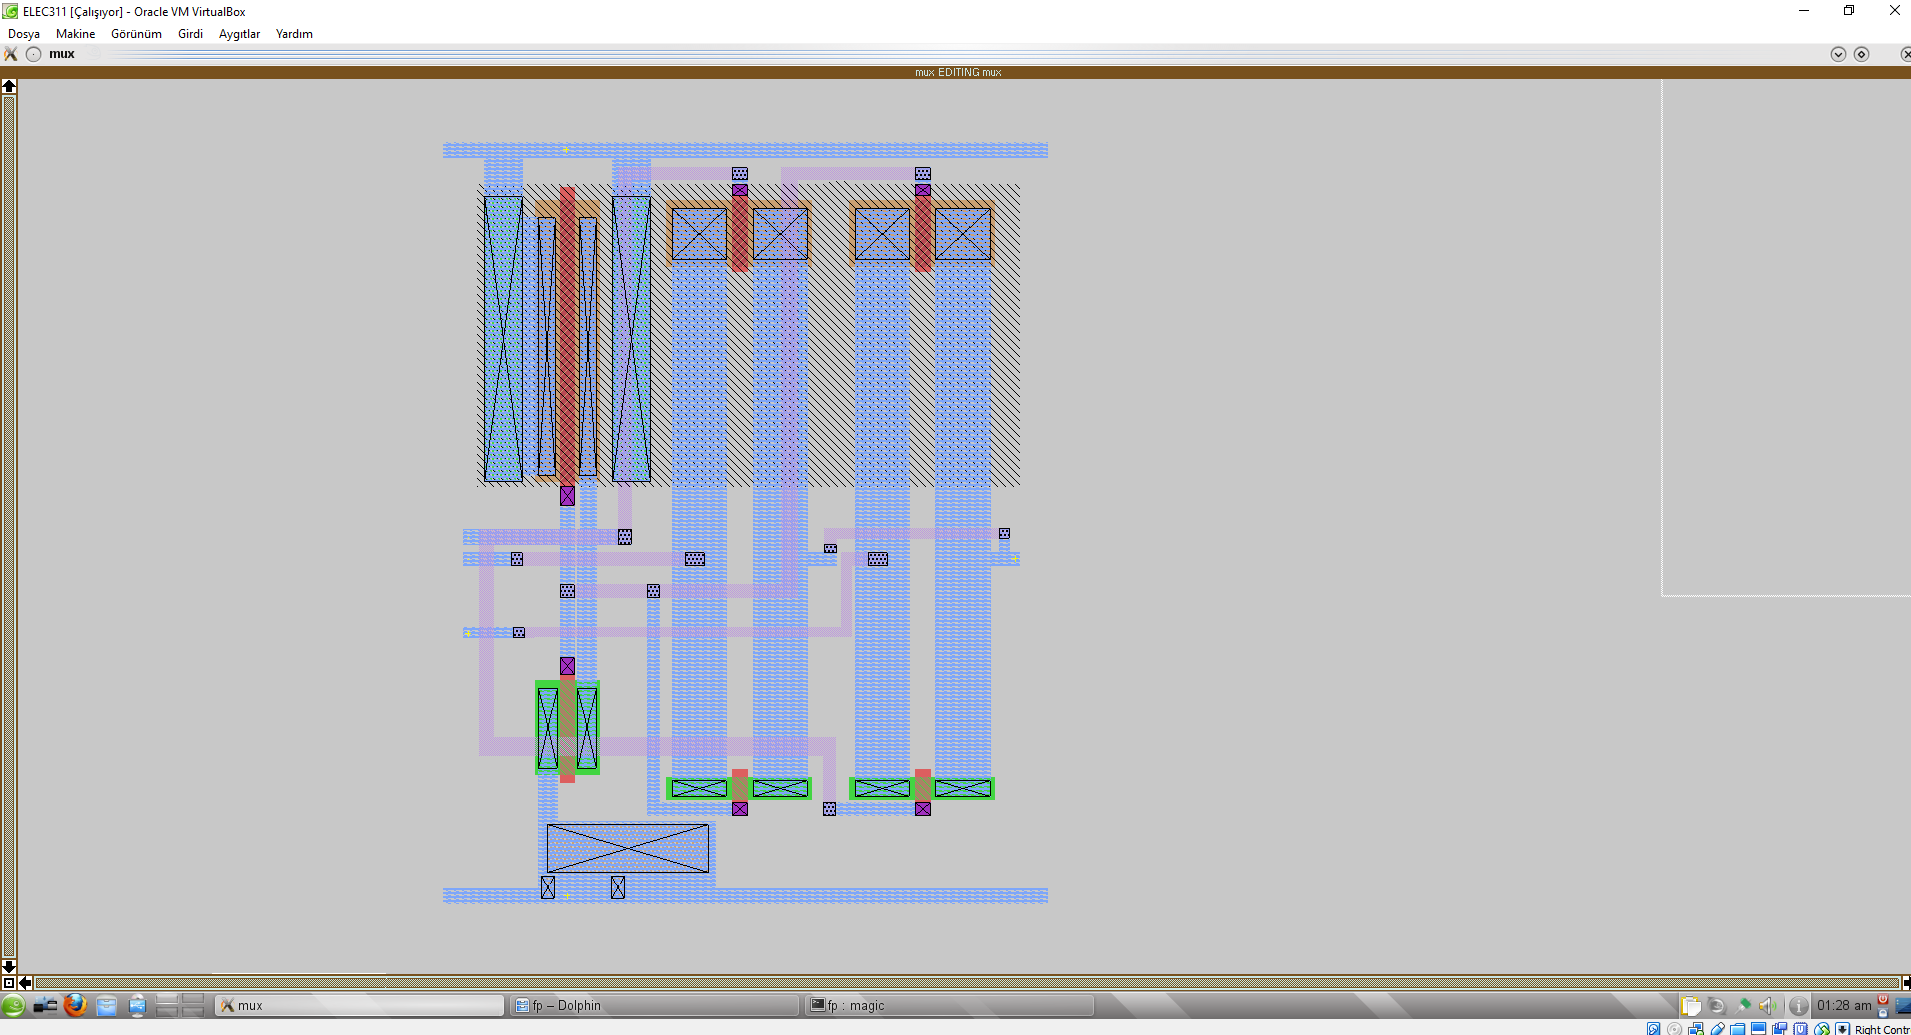 ELEC311 [Çalışıyor] - Oracle VM VirtualBox
Dosya Makine Görünüm Girdi Aygıtlar Yardım
mux
mux EDITING mux
mux
fp – Dolphin
fp : magic
01:28 am
Right Contr